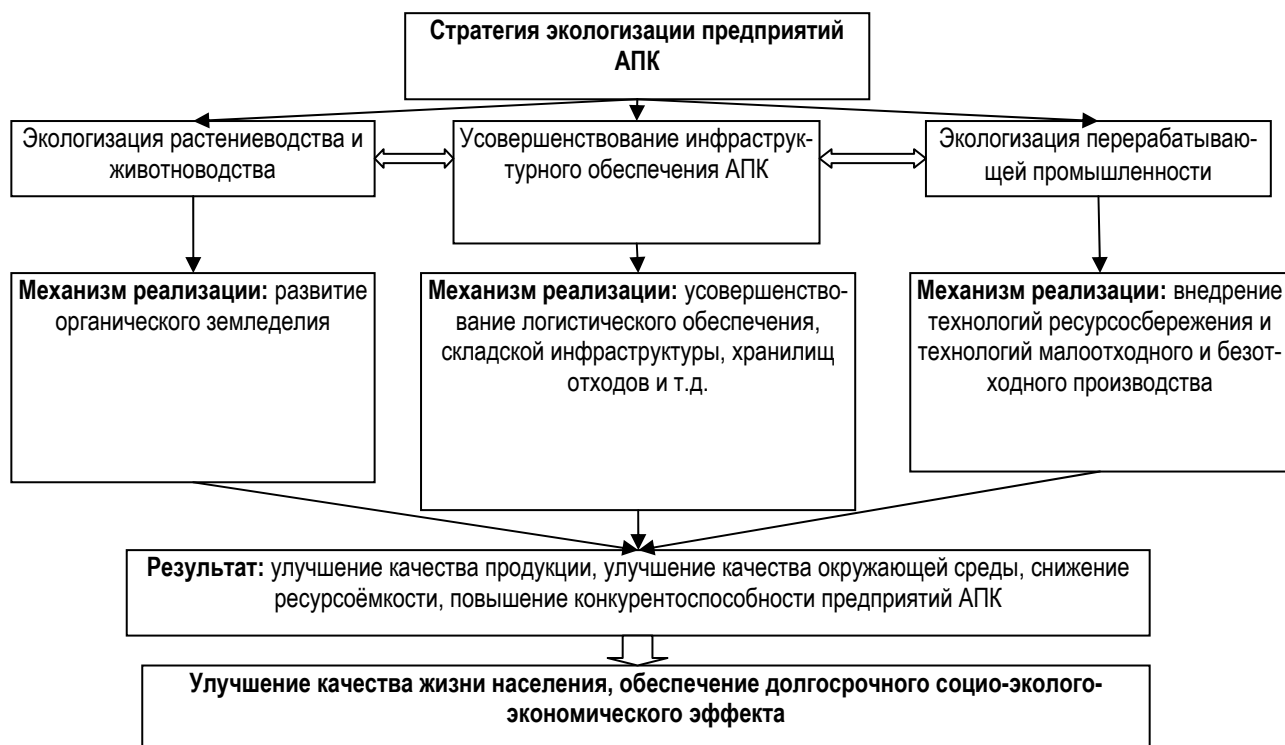 Стратегия экологизации предприятий
АПК
Экологизация растениеводства и
животноводства
Усовершенствование инфраструк-
турного обеспечения АПК
Экологизация перерабатываю-
щей промышленности
Механизм реализации: развитие
органического земледелия
Механизм реализации: усовершенство-
вание логистического обеспечения,
складской инфраструктуры, хранилищ
отходов и т.д.
Механизм реализации: внедрение
технологий ресурсосбережения и
технологий малоотходного и безот-
ходного производства
Результат: улучшение качества продукции, улучшение качества окружающей среды, снижение
ресурсоёмкости, повышение конкурентоспособности предприятий АПК
Улучшение качества жизни населения, обеспечение долгосрочного социо-эколого-
экономического эффекта